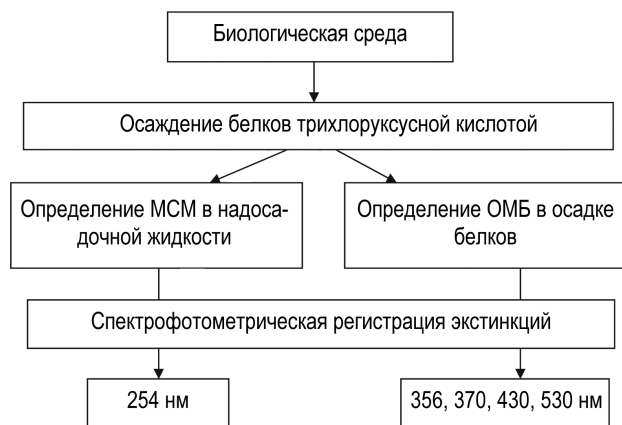 Биологическая среда
Осаждение белков трихлоруксусной кислотой
Определение МСМ в надоса-
дочной жидкости
Определение ОМБ в осадке
белков
Спектрофотометрическая регистрация экстинкций
254 нм
356, 370, 430, 530 нм